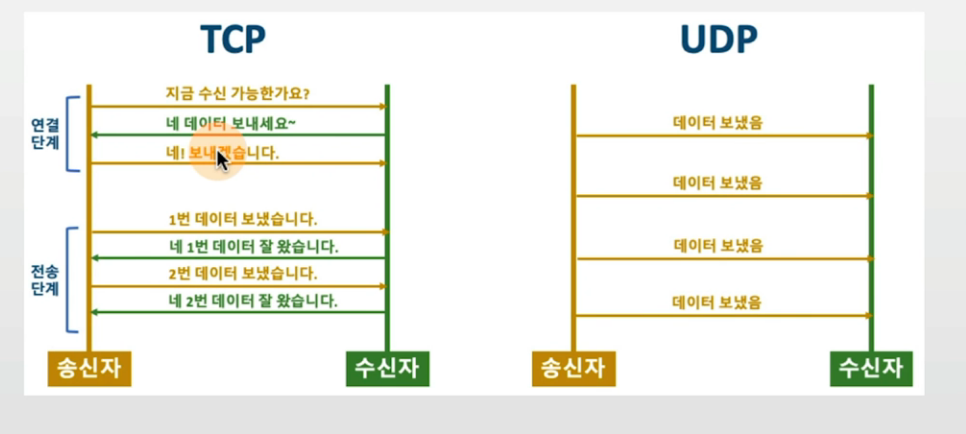 TCP
지금 수신 가능한가요?
네 데이터 보내세요~
네! 보내겠습니다.
연결
단계
1번 데이터 보냈습니다.
네 1번 데이터 잘 왔습니다.
2번 데이터 보냈습니다.
네 2번 데이터 잘 왔습니다.
전송
단계
송신자
수신자
UDP
데이터 보냈음
데이터 보냈음
데이터 보냈음
데이터 보냈음
송신자
수신자